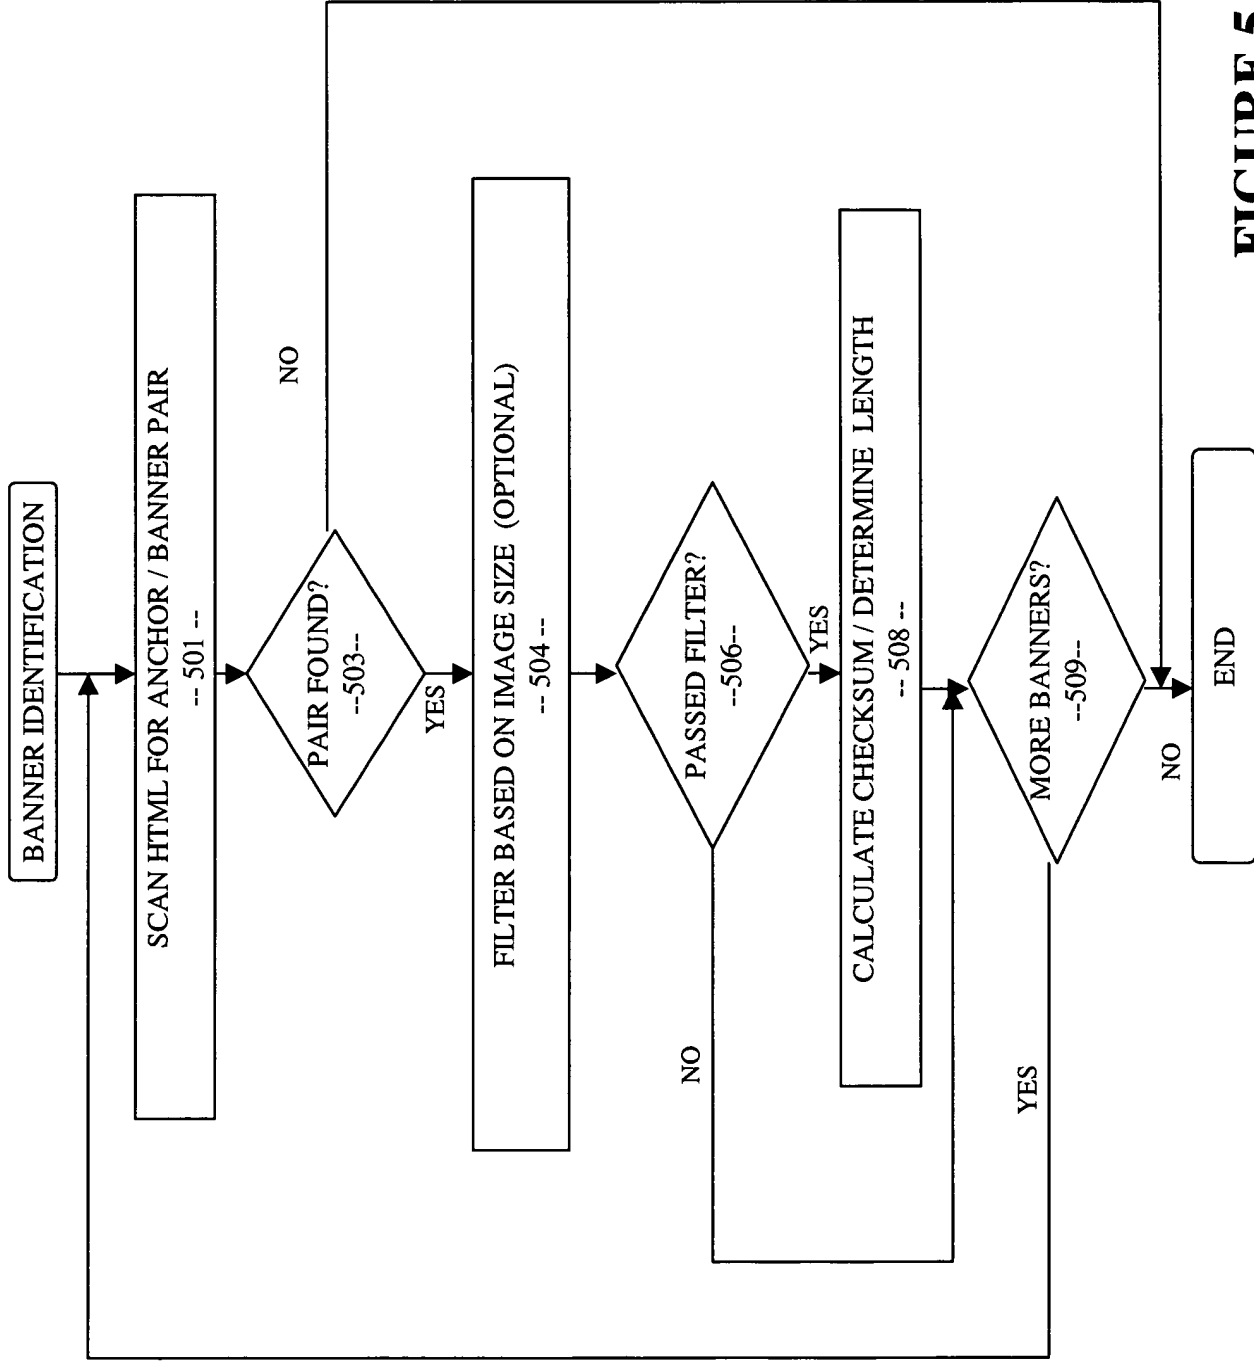 BANNER IDENTIFICATION
SCAN HTML FOR ANCHOR / BANNER PAIR
-- 501 --
PAIR FOUND?
--503--
NO
YES
FILTER BASED ON IMAGE SIZE (OPTIONAL)
-- 504 --
PASSED FILTER?
--506--
NO
YES
CALCULATE CHECKSUM / DETERMINE LENGTH
-- 508 --
MORE BANNERS?
--509--
YES
NO
END
FIGURE 5